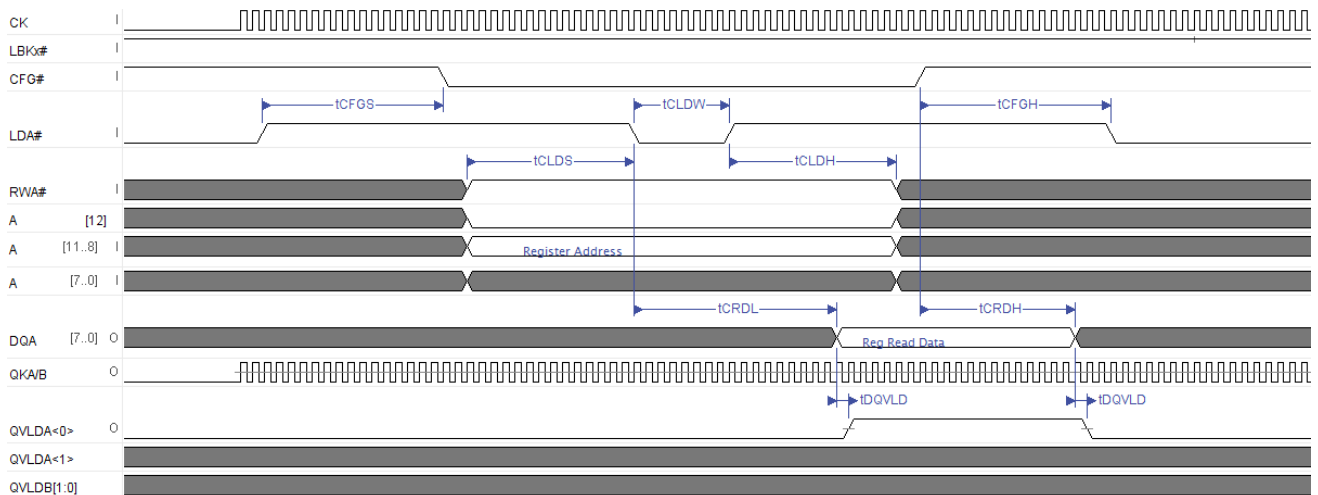 CK I
LBKx# I
CFG# I
tCFGS tCLDW tCFGH
LDA# I
tCLDS tCLDH
RWA# I
A [12]
A [11..8] I Register Address
A [7..0] I
tCRDL tCRDH
DQA [7..0] O Reg Read Data
QKA/B O
tDQVLD tDQVLD
QVLDA<0> O
QVLDA<1>
QVLDB[1:0]